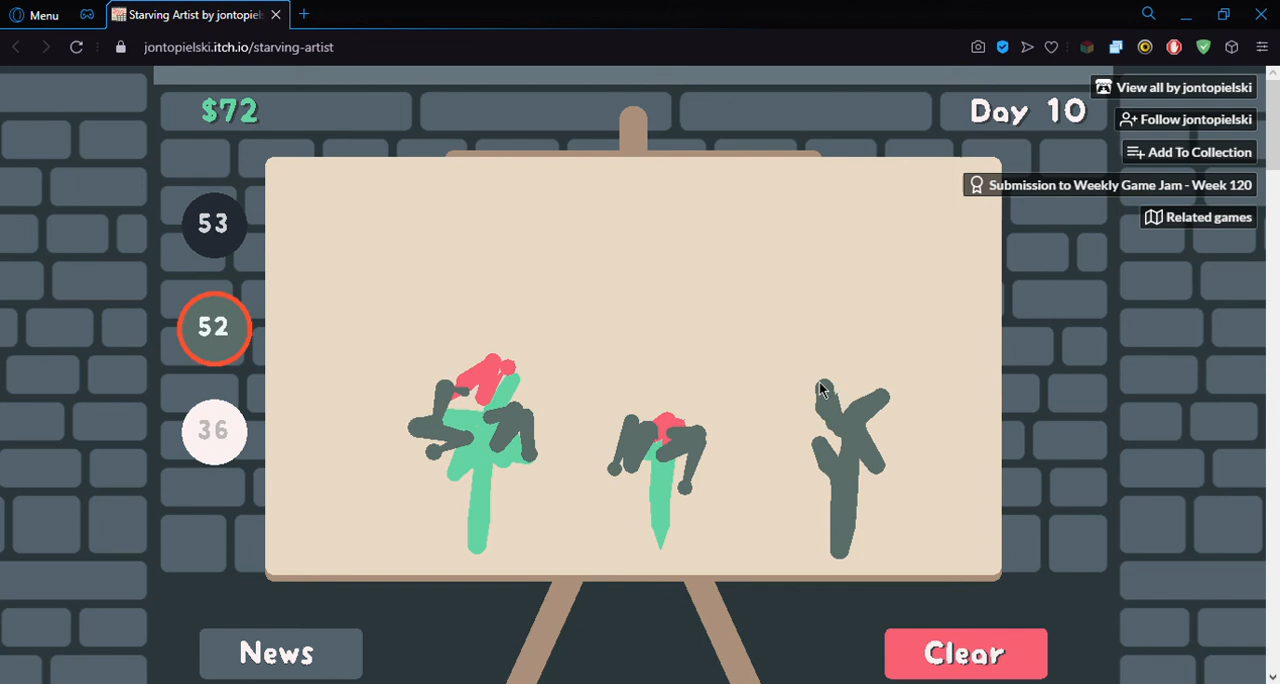 Menu
Starving Artist by jontopiels
jontopielski.itch.io/starving-artist
View all by jontopielski
$72
Day 10
Follow jontopielski
Add To Collection
Submission to Weekly Game Jam - Week 120
53
Related games
52
36
News
Clear